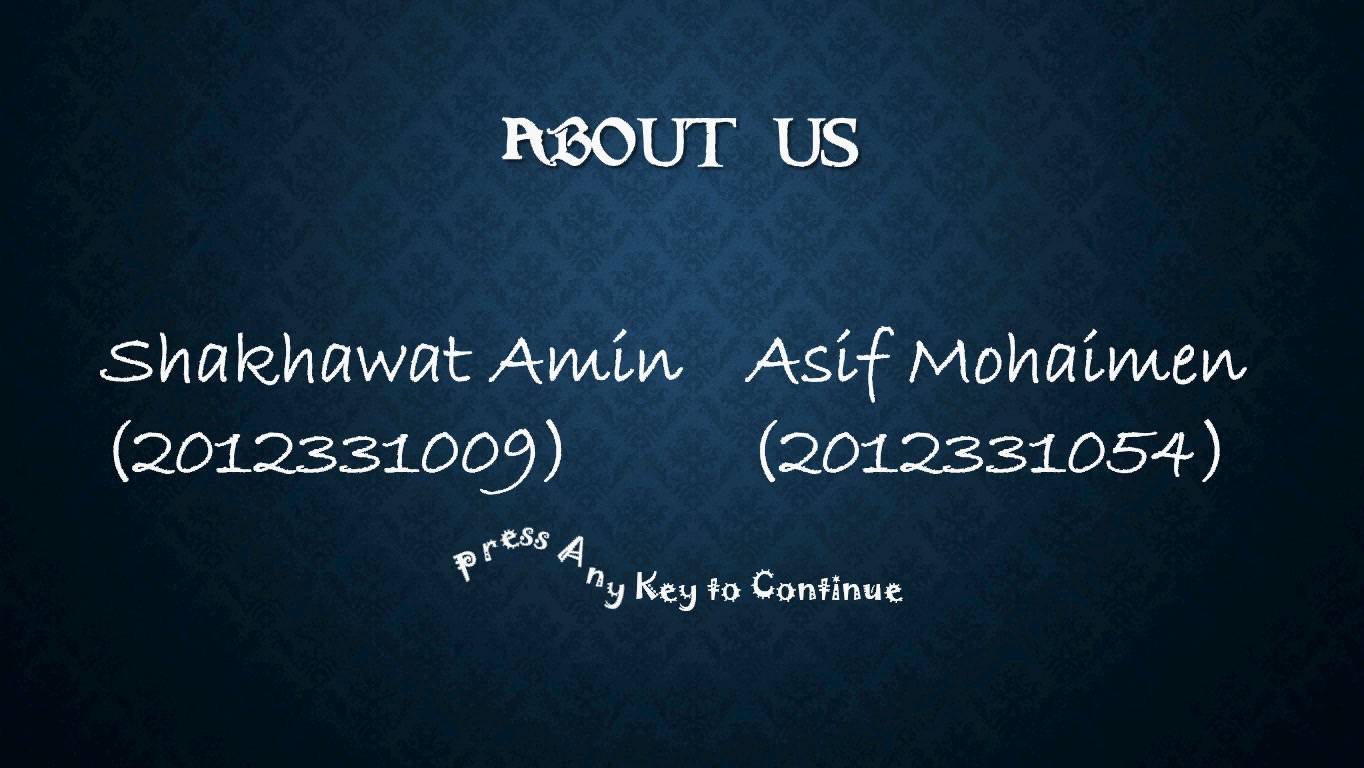 ABOUT US
Shakhawat Amin Asif Mohaimen
(2012331009) (2012331054)
Press Any Key to Continue